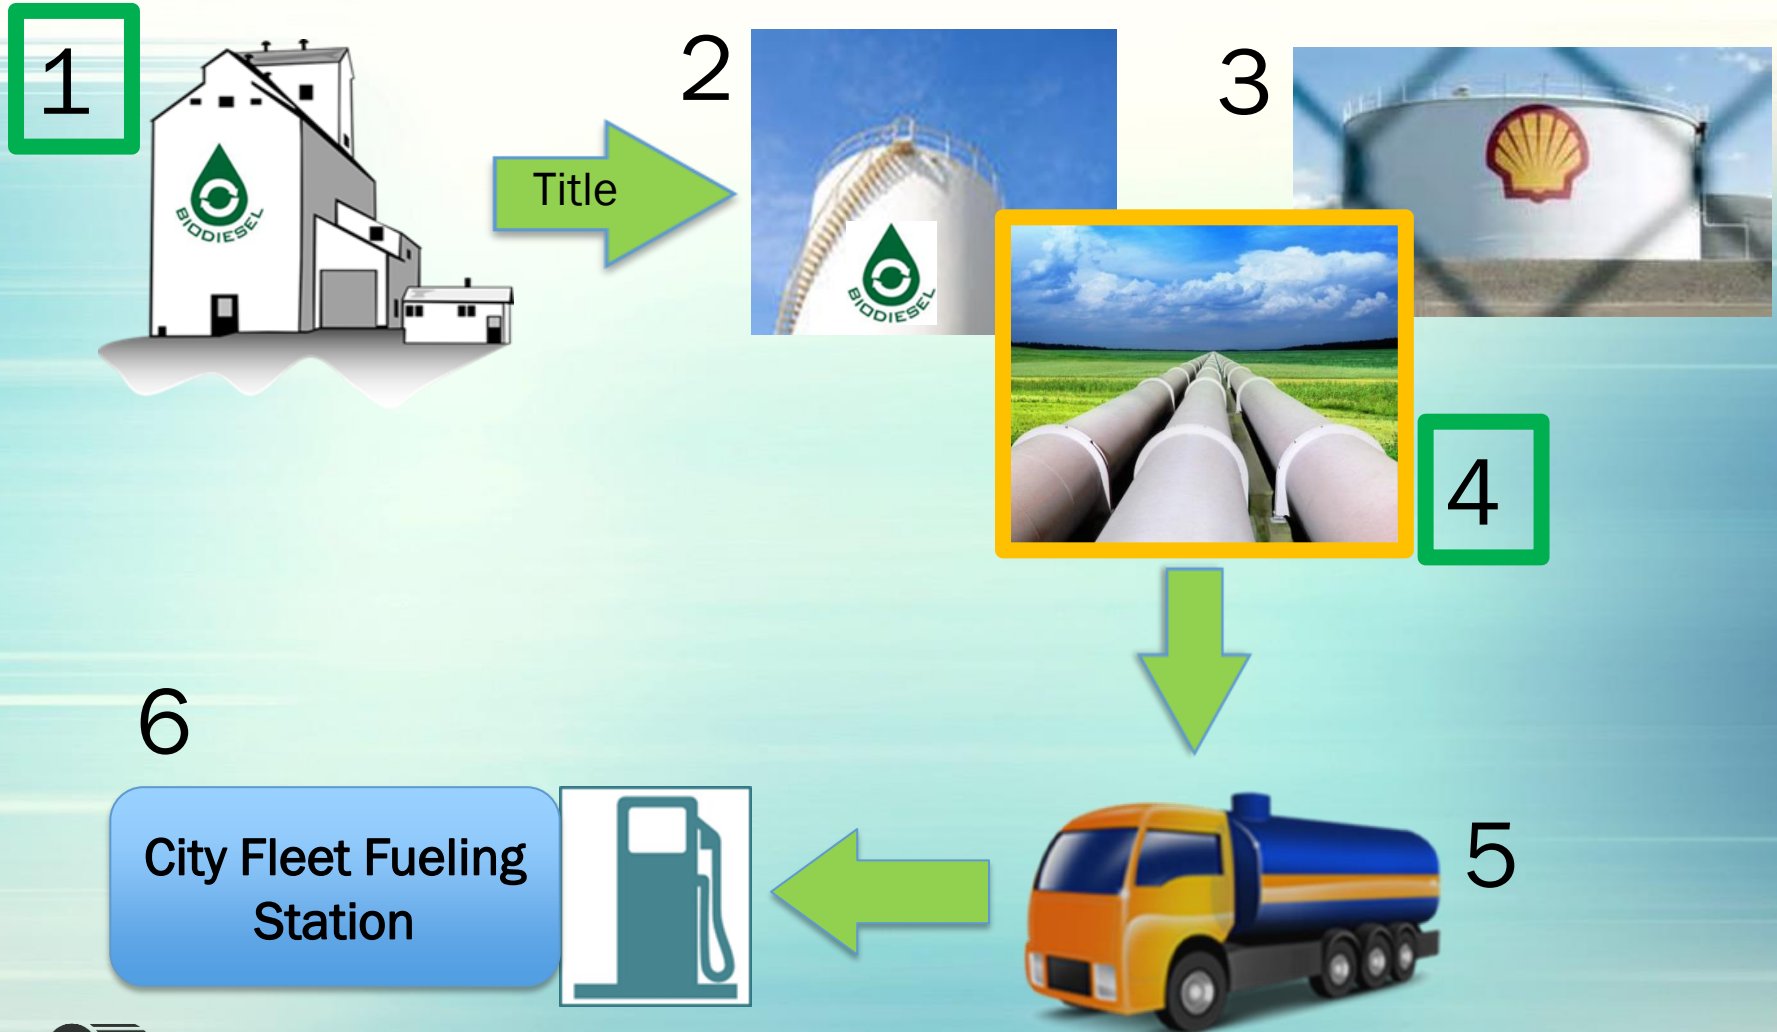 1
BIODIESEL
Title
2
BIODIESEL
3
4
5
6
City Fleet Fueling
Station